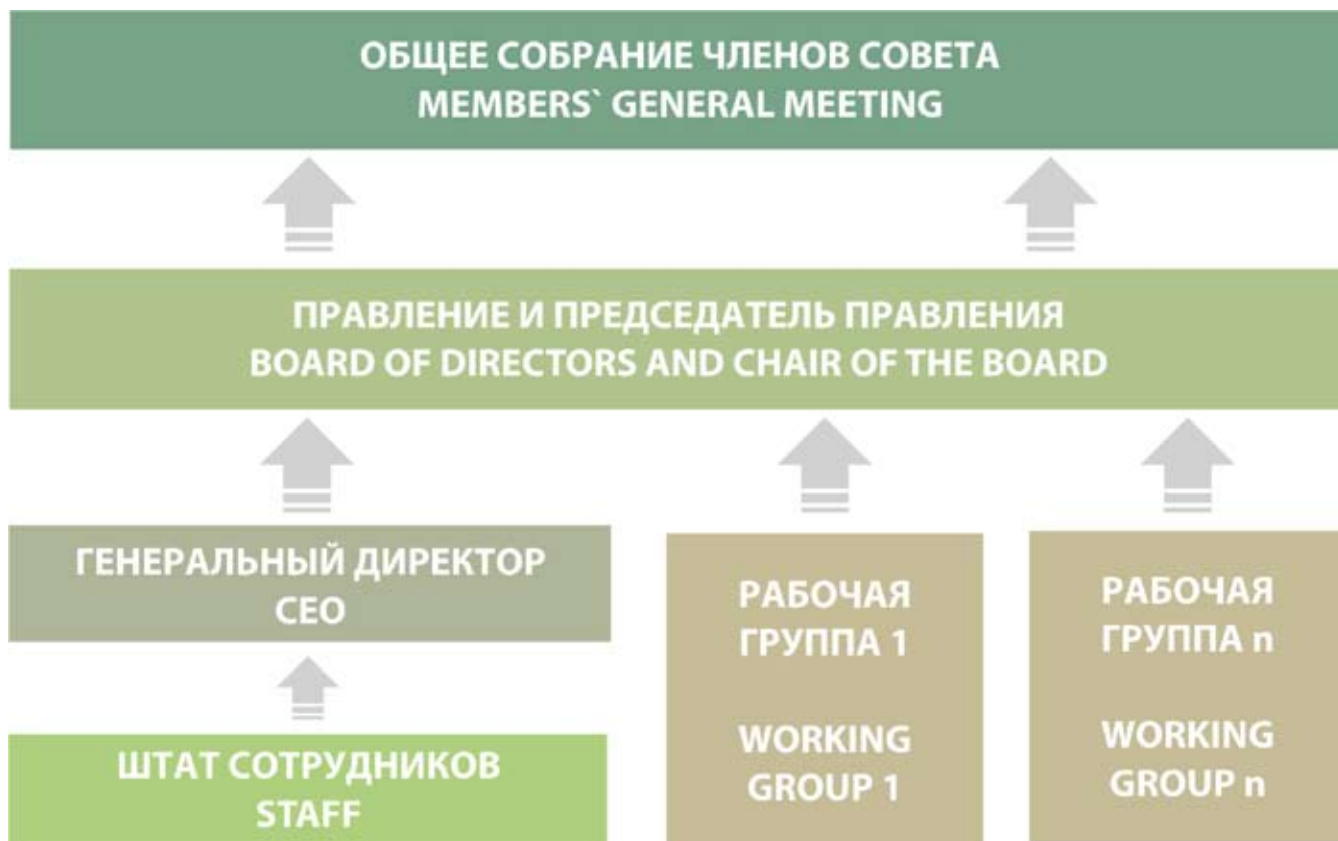 ОБЩЕЕ СОБРАНИЕ ЧЛЕНОВ СОВЕТА
MEMBERS` GENERAL MEETING
ПРАВЛЕНИЕ И ПРЕДСЕДАТЕЛЬ ПРАВЛЕНИЯ
BOARD OF DIRECTORS AND CHAIR OF THE BOARD
ГЕНЕРАЛЬНЫЙ ДИРЕКТОР
CEO
ШТАТ СОТРУДНИКОВ
STAFF
РАБОЧАЯ
ГРУППА 1
WORKING
GROUP 1
РАБОЧАЯ
ГРУППА n
WORKING
GROUP n